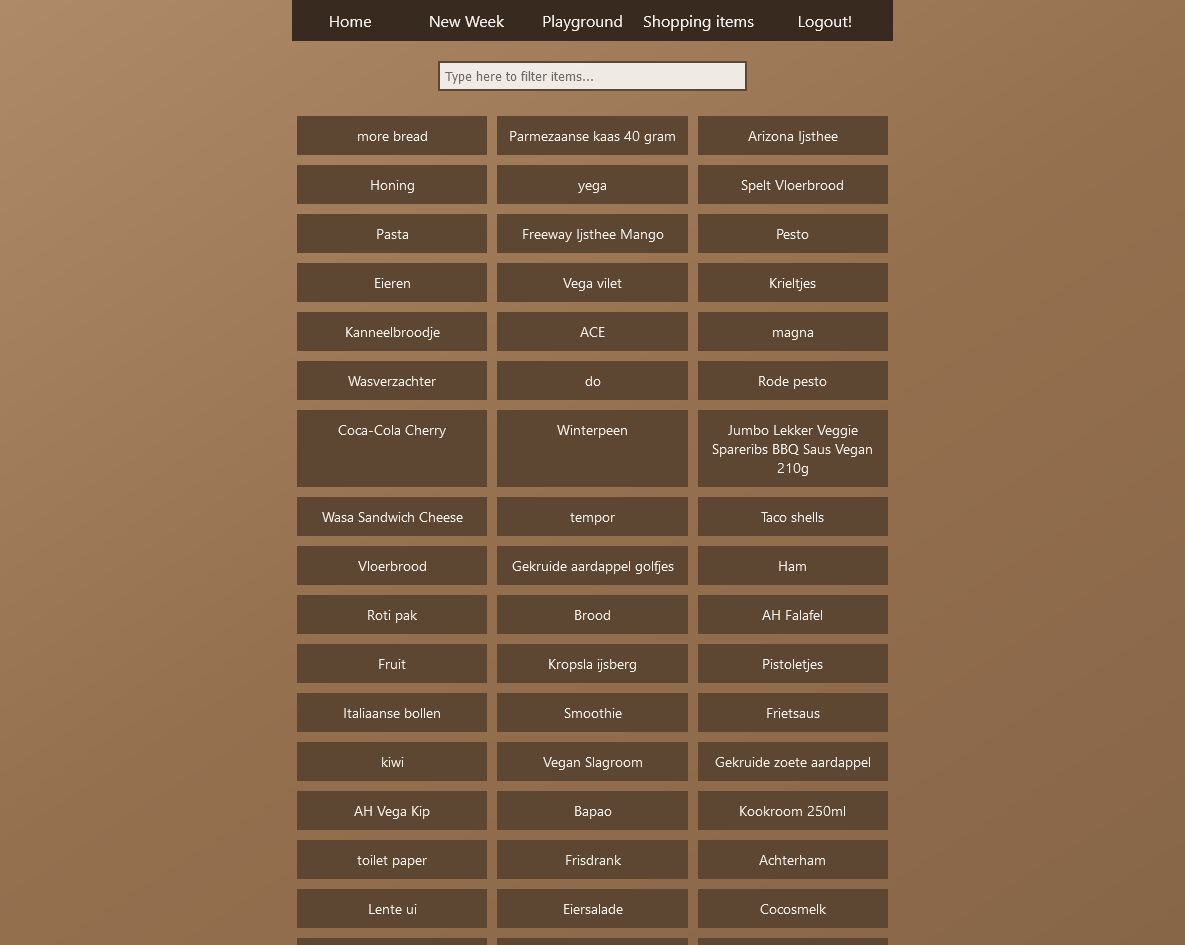 Home
New Week
Playground
Shopping items
Logout!
Type here to filter items...
more bread
Parmezaanse kaas 40 gram
Arizona Ijsthee
Honing
yega
Spelt Vloerbrood
Pasta
Freeway Ijsthee Mango
Pesto
Eieren
Vega vilet
Krieltjes
Kanneelbroodje
ACE
magna
Wasverzachter
do
Rode pesto
Coca-Cola Cherry
Winterpeen
Jumbo Lekker Veggie
Spareribs BBQ Saus Vegan
210g
Wasa Sandwich Cheese
tempor
Taco shells
Vloerbrood
Gekruide aardappel golfjes
Ham
Roti pak
Brood
AH Falafel
Fruit
Kropsla ijsberg
Pistoletjes
Italiaanse bollen
Smoothie
Frietsaus
kiwi
Vegan Slagroom
Gekruide zoete aardappel
AH Vega Kip
Bapao
Kookroom 250ml
toilet paper
Frisdrank
Achterham
Lente ui
Eiersalade
Cocosmelk